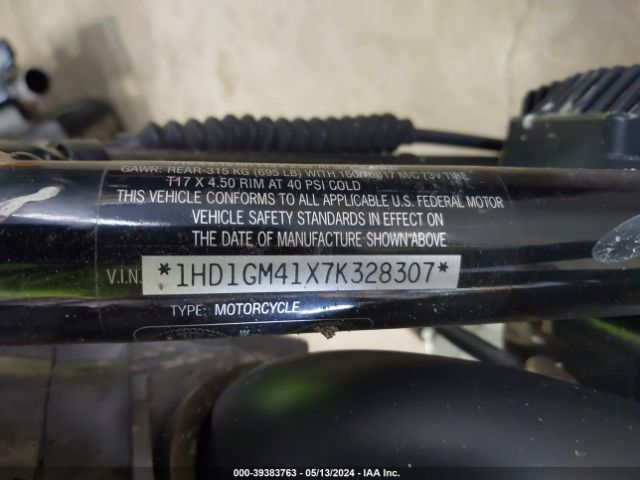 GAWR: REAR-315 KG (695 LB) WITH 160/70B17 M/C 73V TIRE
T17 X 4.50 RIM AT 40 PSI COLD
THIS VEHICLE CONFORMS TO ALL APPLICABLE U.S. FEDERAL MOTOR
VEHICLE SAFETY STANDARDS IN EFFECT ON
THE DATE OF MANUFACTURE SHOWN ABOVE
V.I.N. *1HD1GM41X7K328307*
TYPE: MOTORCYCLE
000-39383763 - 05/13/2024 - IAA Inc.